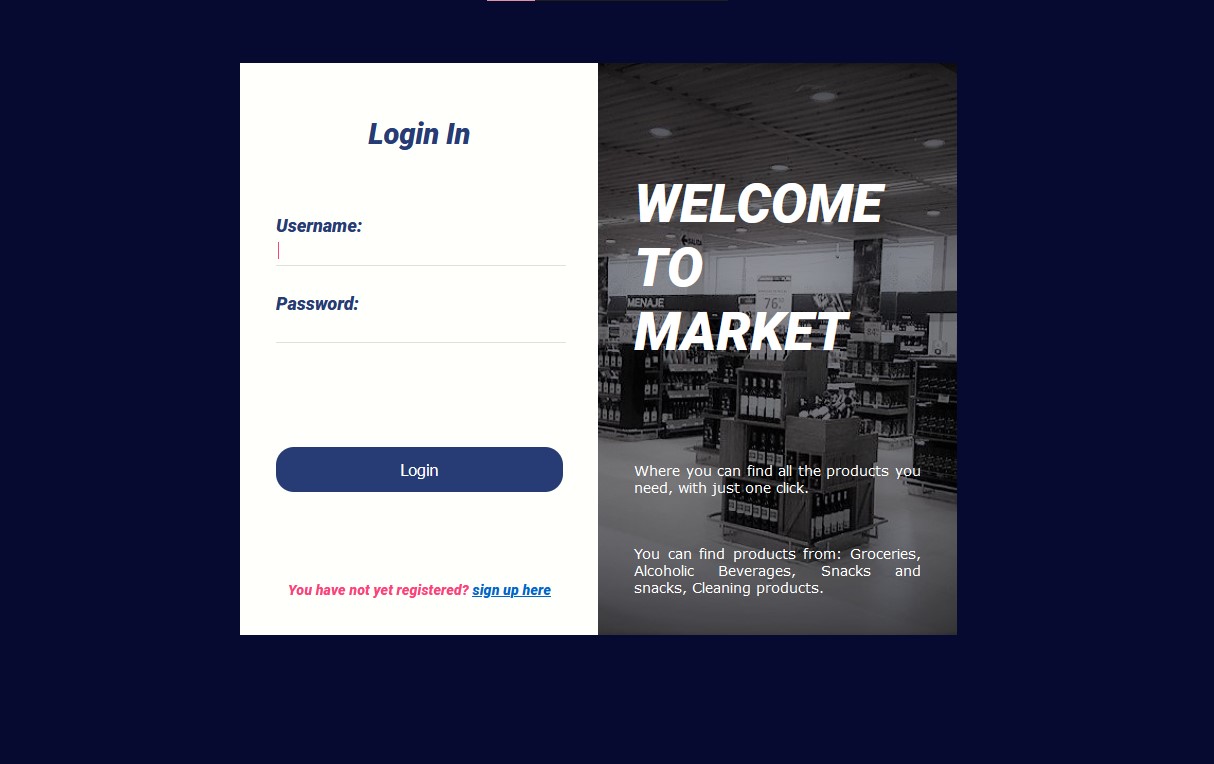 Login In
Username:
Password:
Login
You have not yet registered? sign up here
WELCOME
TO
MARKET
SALIDA
MENAJE
76
Where you can find all the products you
need, with just one click.
You can find products from: Groceries,
Alcoholic Beverages, Snacks and
snacks, Cleaning products.